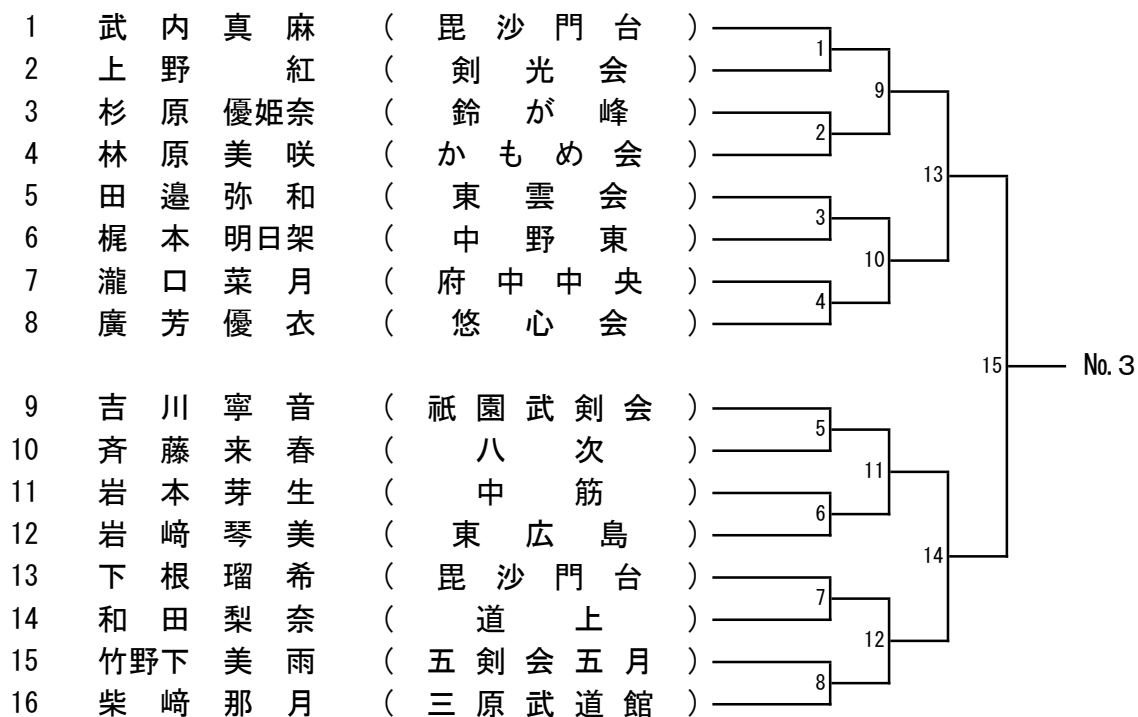 1 武内真麻 (毘沙門台)
1
2 上野 紅 (剣光会)
9
3 杉原優姫奈 (鈴が峰)
2
4 林原美咲 (かもめ会)
13
5 田邉弥和 (東雲会)
3
6 梶本明日架 (中野東)
10
7 瀧口菜月 (府中中央)
4
8 廣芳優衣 (悠心会)
15 №3
9 吉川寧音 (祇園武剣会)
5
10 斉藤来春 (八次)
11
11 岩本芽生 (中筋)
6
12 岩﨑琴美 (東広島)
14
13 下根瑠希 (毘沙門台)
7
14 和田梨奈 (道上)
12
15 竹野下美雨 (五剣会五月)
8
16 柴﨑那月 (三原武道館)